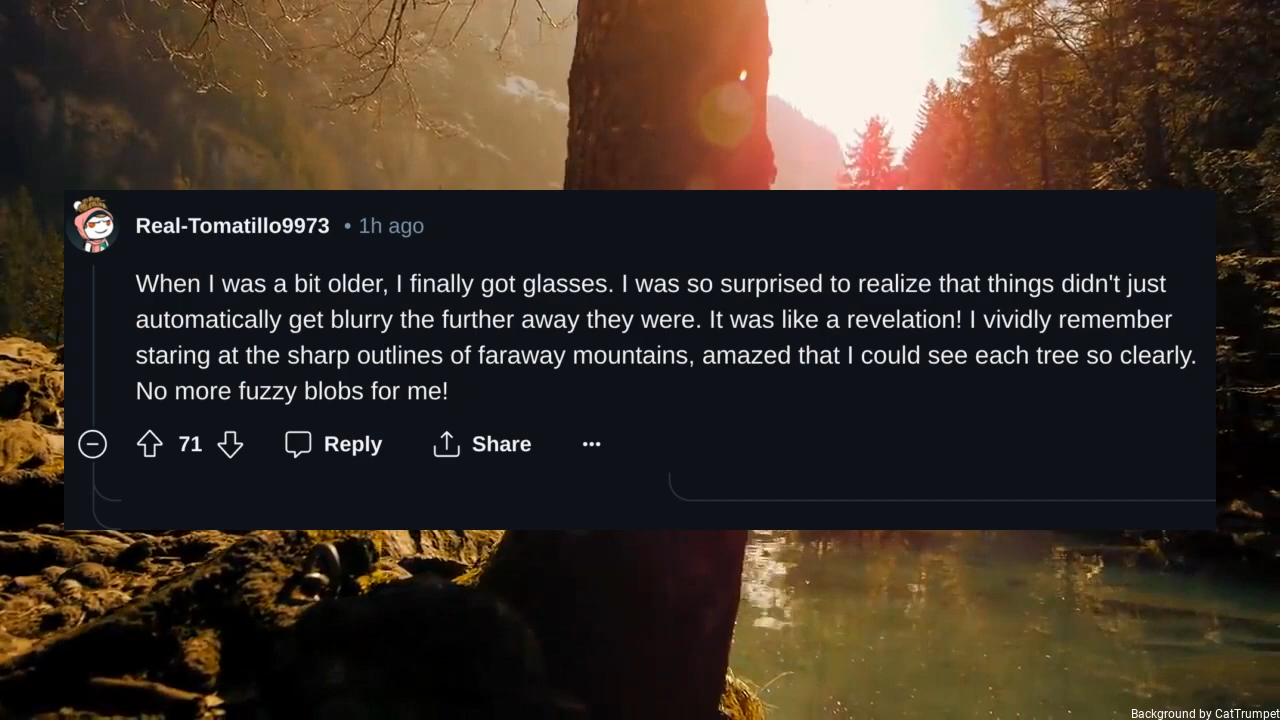 Real-Tomatillo9973 • 1h ago
When I was a bit older, I finally got glasses. I was so surprised to realize that things didn't just
automatically get blurry the further away they were. It was like a revelation! I vividly remember
staring at the sharp outlines of faraway mountains, amazed that I could see each tree so clearly.
No more fuzzy blobs for me!
71 Reply Share ...
Background by CatTrumpet